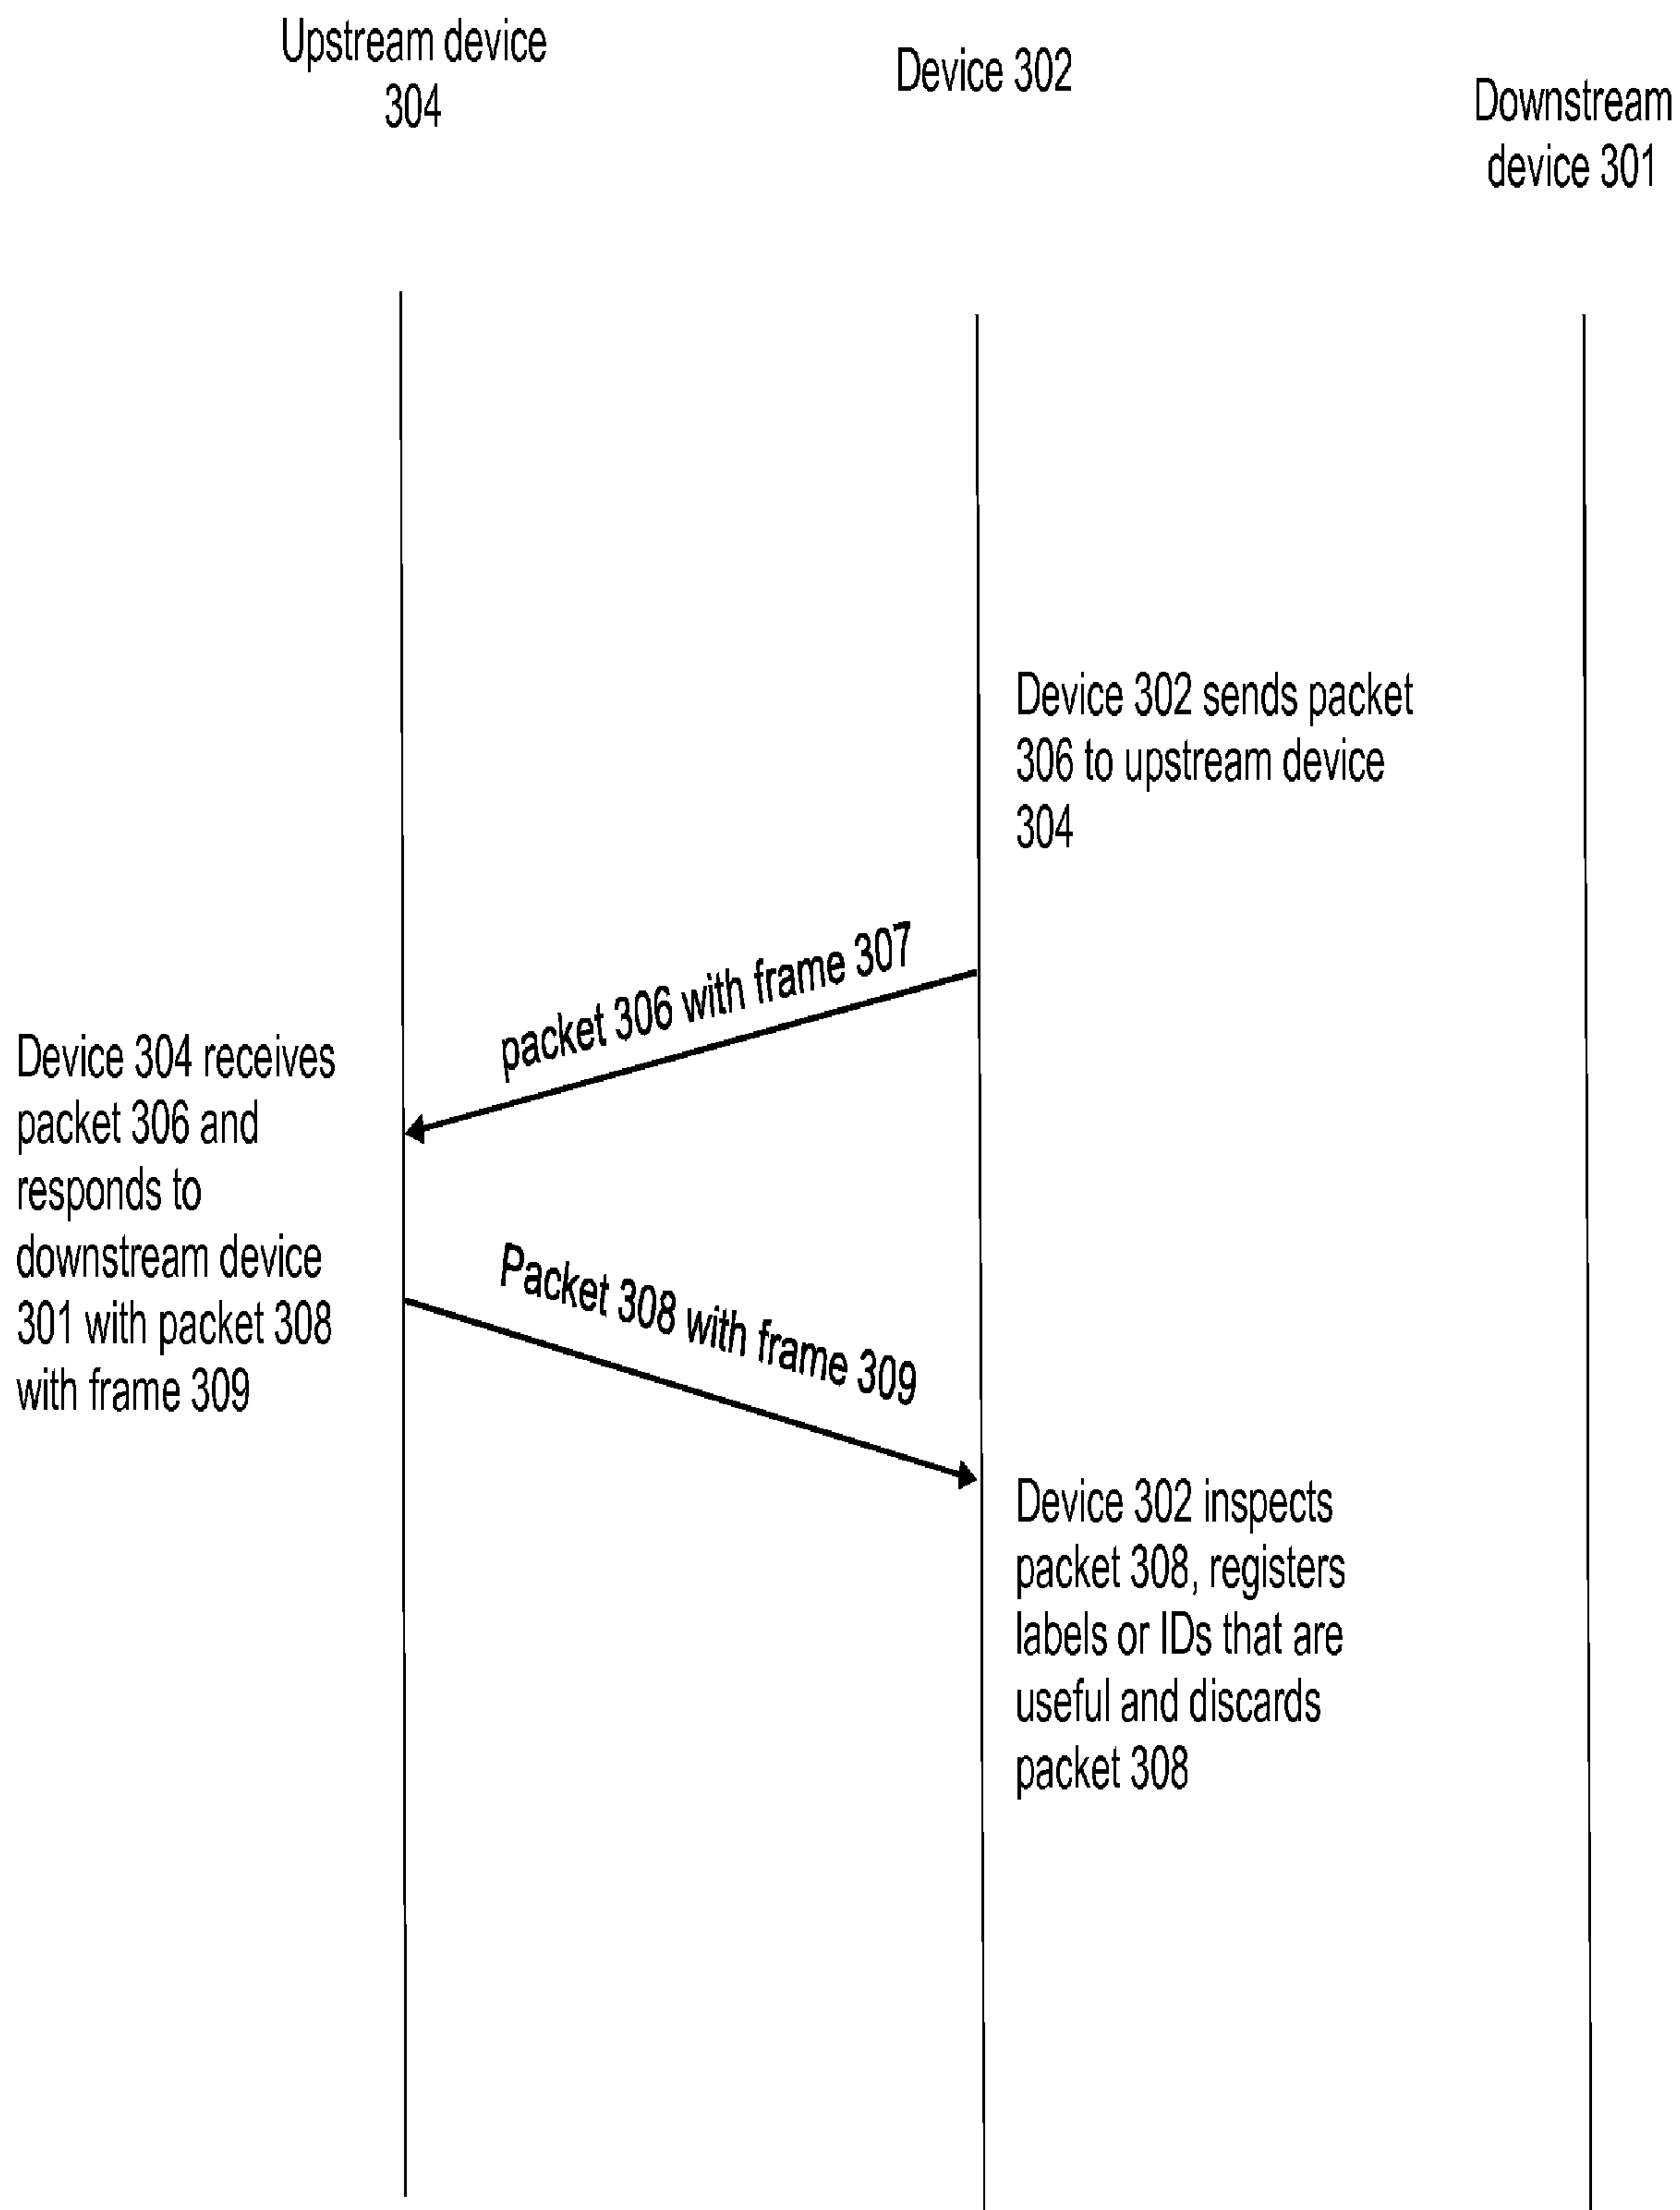 Upstream device
304
Device 302
Downstream
device 301
Device 302 sends packet
306 to upstream device
304
packet 306 with frame 307
Device 304 receives
packet 306 and
responds to
downstream device
301 with packet 308
with frame 309
Packet 308 with frame 309
Device 302 inspects
packet 308, registers
labels or IDs that are
useful and discards
packet 308